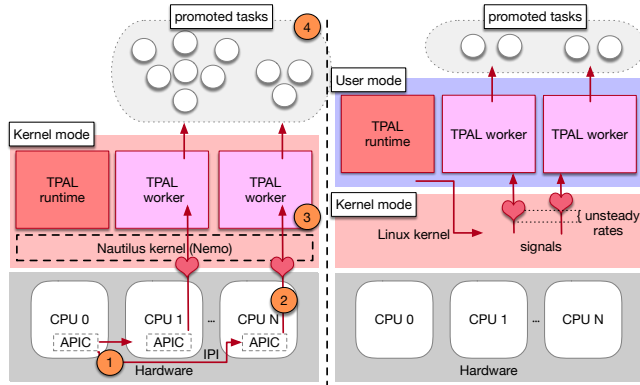 promoted tasks
4
Kernel mode
TPAL
runtime
TPAL
worker
TPAL
worker
3
Nautilus kernel (Nemo)
2
CPU 0
CPU 1
...
CPU N
APIC
APIC
APIC
1
IPI
Hardware
promoted tasks
User mode
TPAL
runtime
TPAL worker
TPAL worker
Kernel mode
Linux kernel
signals
{ unsteady
rates
CPU 0
CPU 1
...
CPU N
Hardware